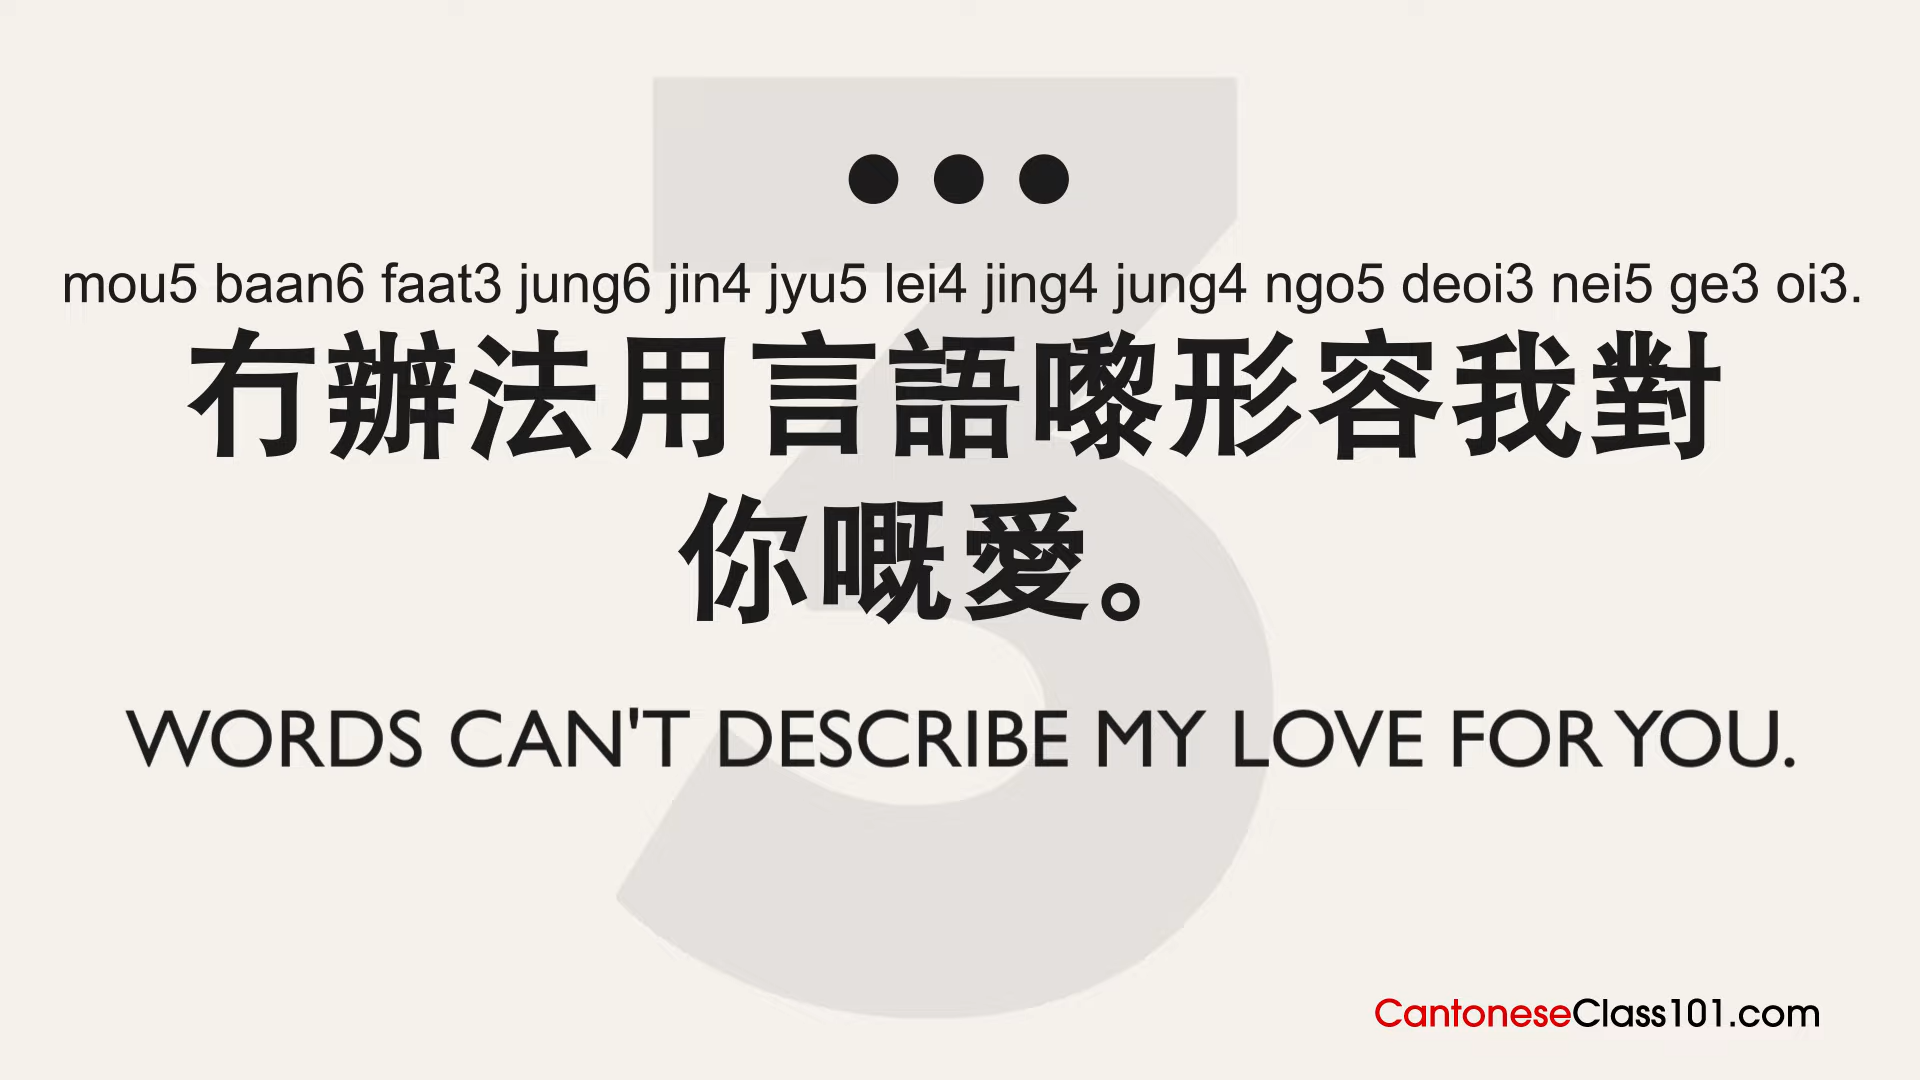 3
mou5 baan6 faat3 jung6 jin4 jyu5 lei4 jing4 jung4 ngo5 deoi3 nei5 ge3 oi3.
冇辦法用言語嚟形容我對
你嘅愛。
WORDS CAN'T DESCRIBE MY LOVE FOR YOU.
CantoneseClass101.com